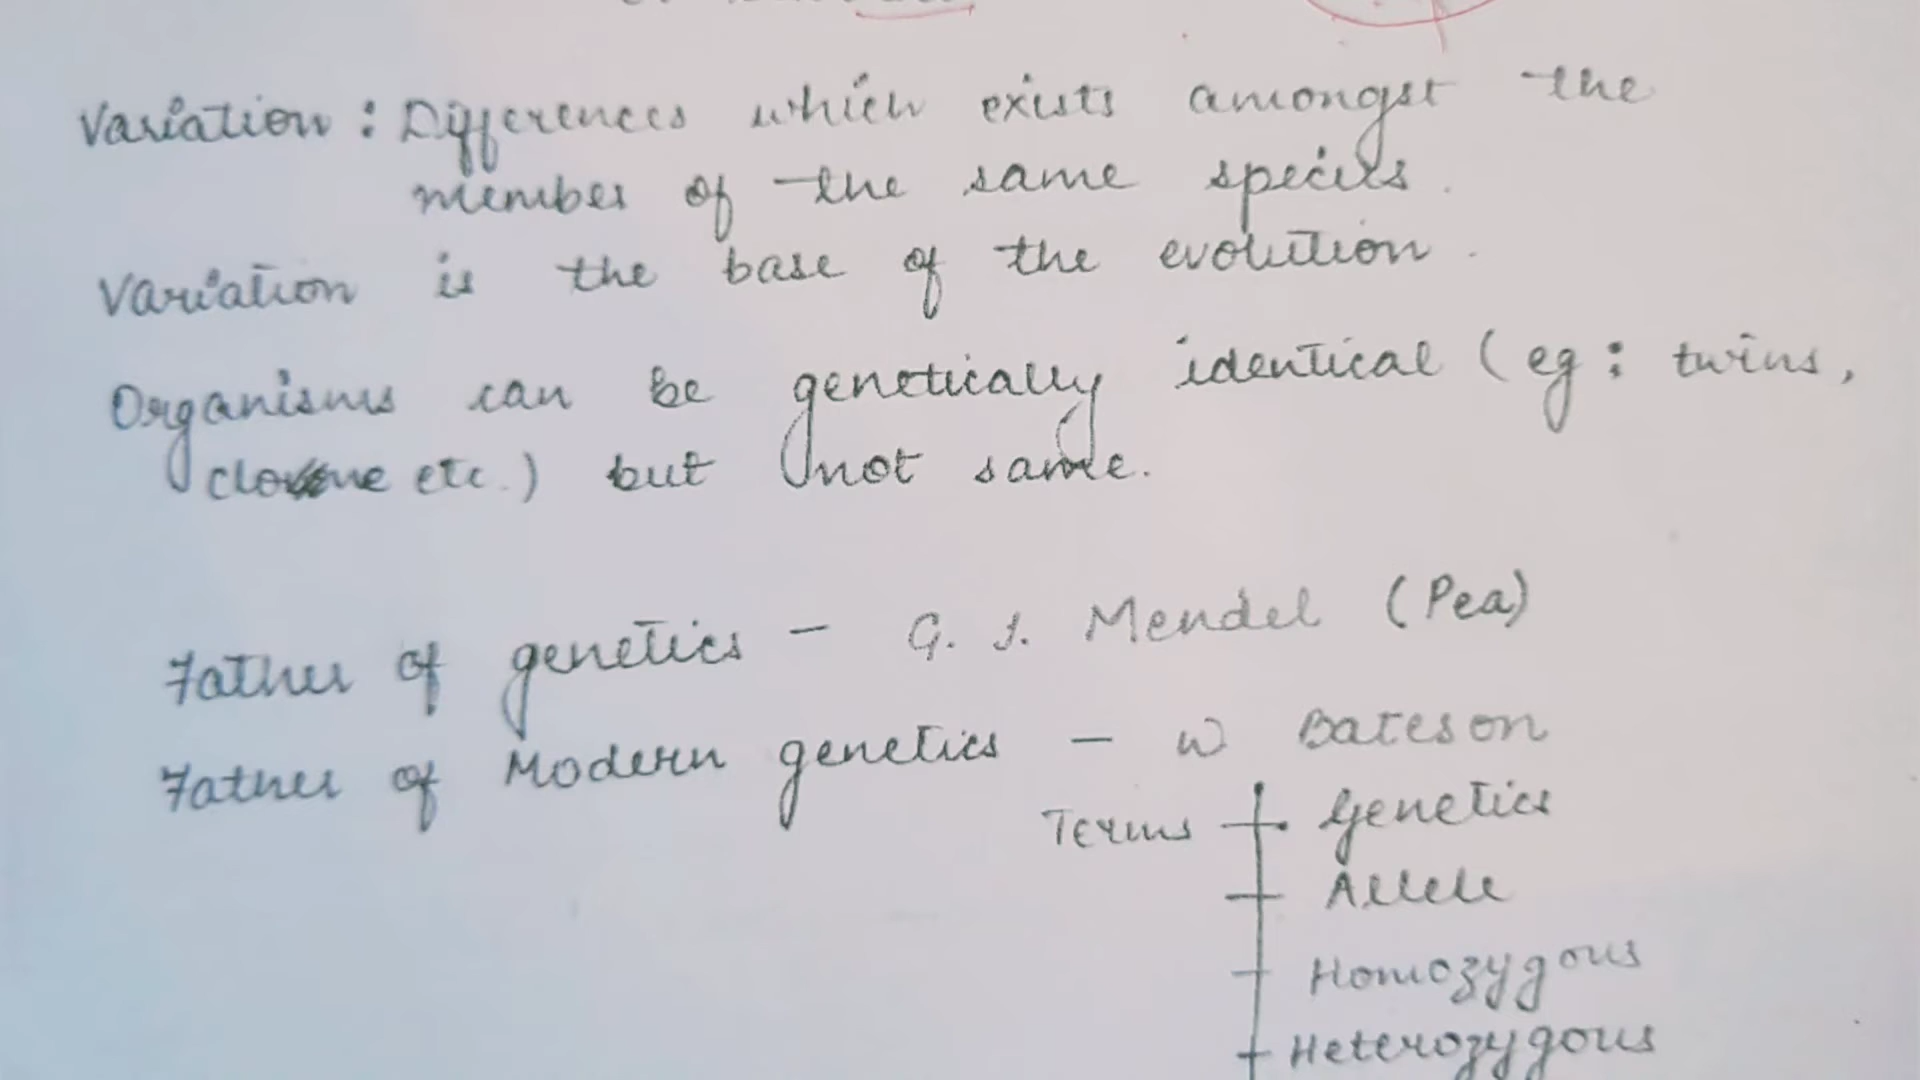 Variation : Differences which exists amongst the
member of the same species.
Variation is the base of the evolution.
Organisms can be genetically identical (eg : twins,
clone etc.) but not same.
Father of genetics - G. J. Mendel (Pea)
Father of Modern genetics - W Bateson
Terms Genetics
Allele
Homozygous
Heterozygous